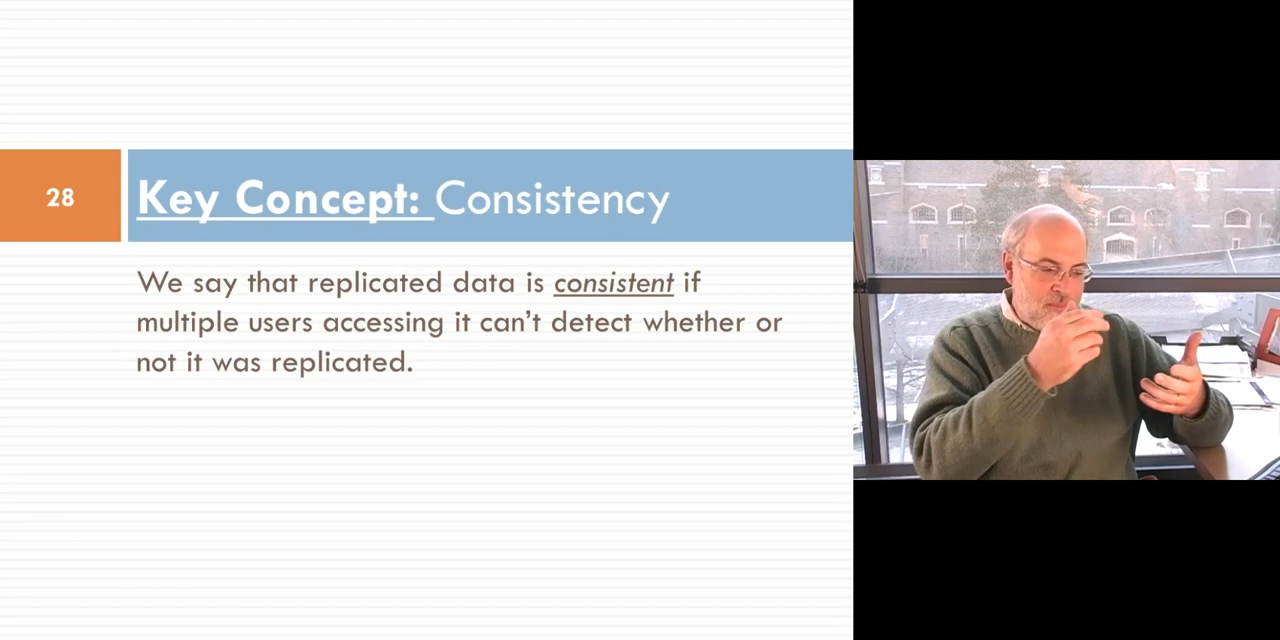 28
Key Concept: Consistency
We say that replicated data is consistent if
multiple users accessing it can’t detect whether or
not it was replicated.